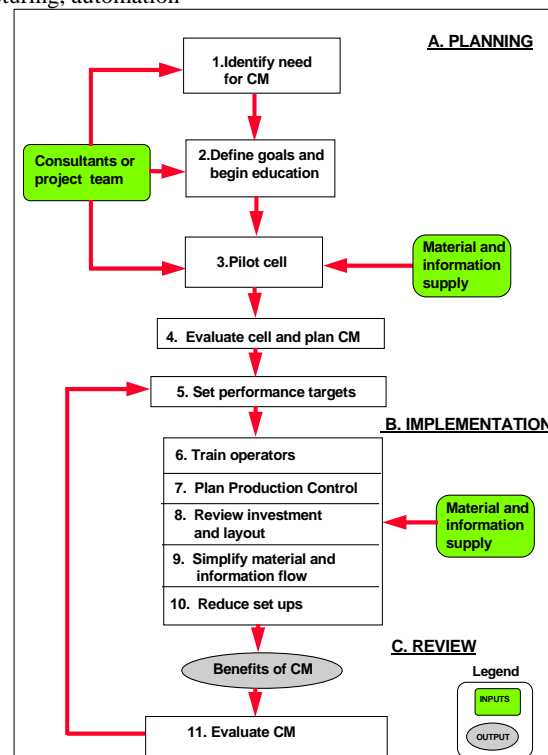 turing, automation
A. PLANNING
1.Identify need
for CM
Consultants or
project team
2.Define goals and
begin education
3.Pilot cell
Material and
information
supply
4. Evaluate cell and plan CM
5. Set performance targets
B. IMPLEMENTATION
6. Train operators
7. Plan Production Control
8. Review investment
and layout
9. Simplify material and
information flow
10. Reduce set ups
Material and
information
supply
C. REVIEW
Benefits of CM
Legend
INPUTS
OUTPUT
11. Evaluate CM